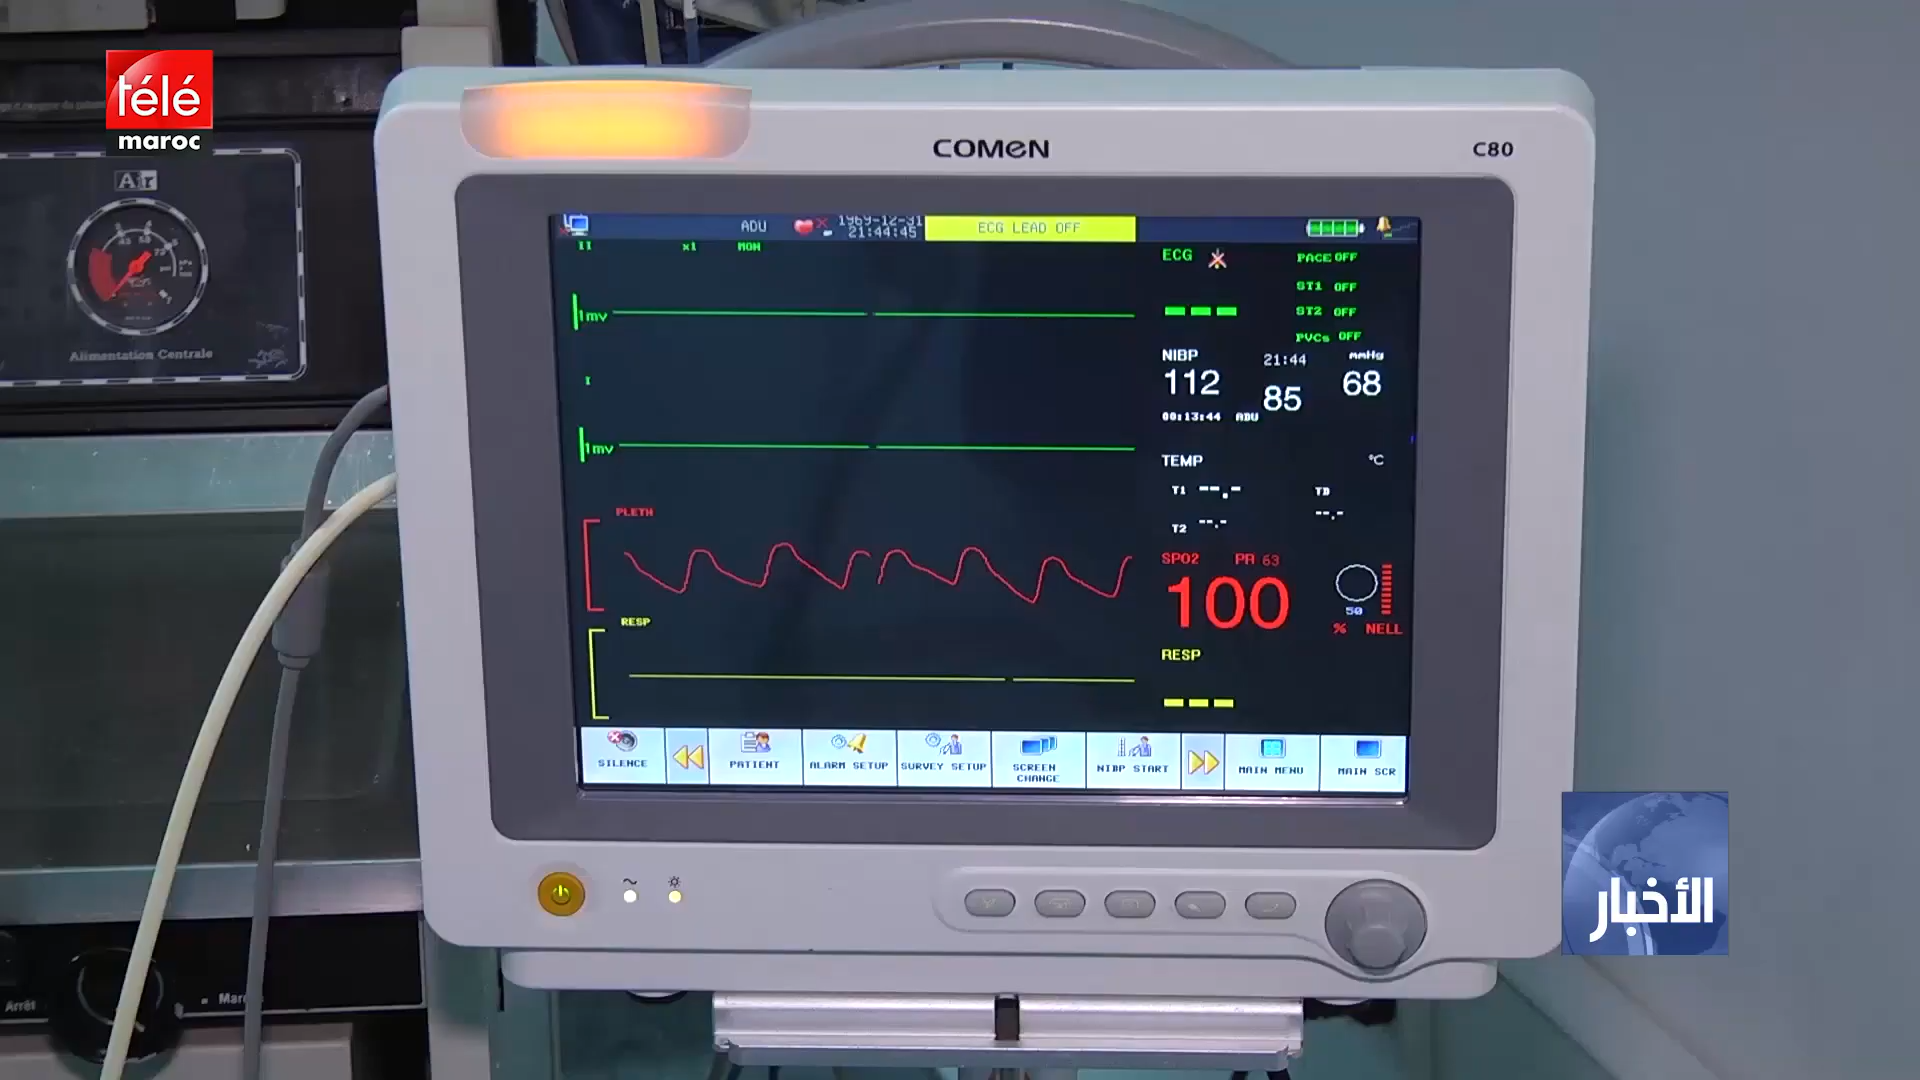 télé
maroc
COMEN
C80
Air
Alimentation Centrale
ADU
1969-12-31
21:44:45
ECG LEAD OFF
II
x1
MON
ECG
PACE OFF
ST1 OFF
ST2 OFF
PVCs OFF
1mv
---
I
NIBP
21:44
mmHg
112
85
68
00:13:44 ADU
1mv
TEMP
°C
T1 --.-
TD
--.-
T2 --.-
PLETH
SPO2
PR 63
100
50
%
NELL
RESP
RESP
---
SILENCE
PATIENT
ALARM SETUP
SURVEY SETUP
SCREEN CHANGE
NIBP START
MAIN MENU
MAIN SCR
الأخبار
Arrêt